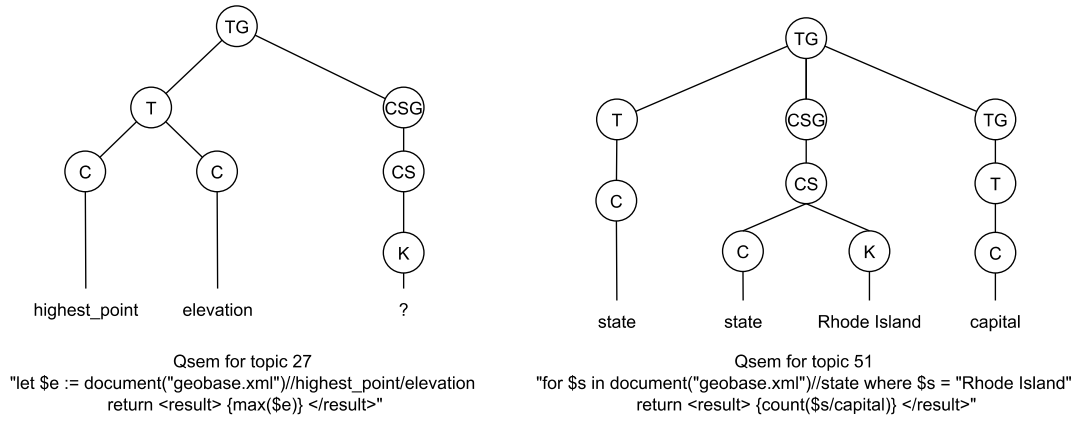 TG
T
CSG
C
C
CS
K
highest_point
elevation
?
Qsem for topic 27
"let $e := document("geobase.xml")//highest_point/elevation
return <result> {max($e)} </result>"
TG
T
CSG
TG
C
CS
T
C
K
C
state
state
Rhode Island
capital
Qsem for topic 51
"for $s in document("geobase.xml")//state where $s = "Rhode Island"
return <result> {count($s/capital)} </result>"